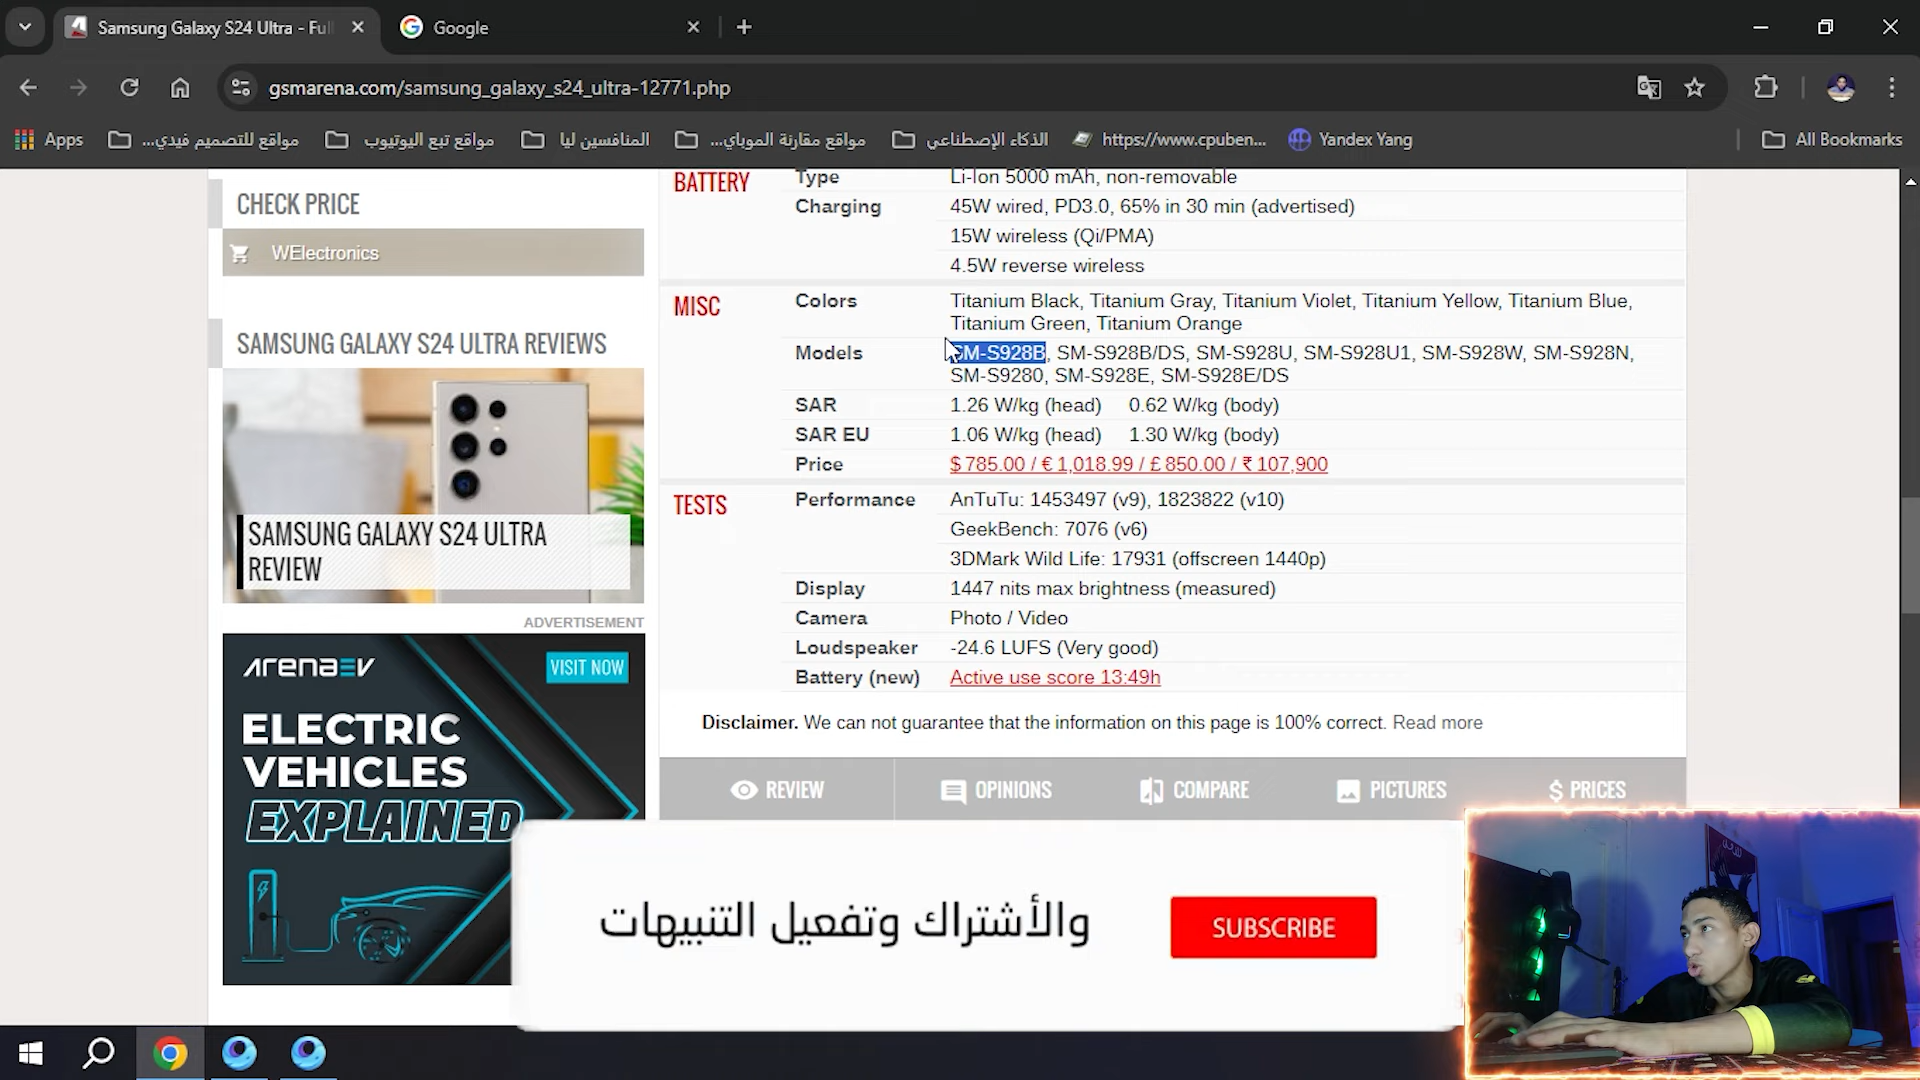 Samsung Galaxy S24 Ultra - Full
Google
gsmarena.com/samsung_galaxy_s24_ultra-12771.php
Apps
مواقع للتصميم فيدي...
مواقع تبع اليوتيوب
المنافسين ليا
مواقع مقارنة الموباي...
الذكاء الإصطناعي
https://www.cpuben...
Yandex Yang
All Bookmarks
CHECK PRICE
WElectronics
SAMSUNG GALAXY S24 ULTRA REVIEWS
SAMSUNG GALAXY S24 ULTRA
REVIEW
ADVERTISEMENT
arenaEV
VISIT NOW
ELECTRIC
VEHICLES
EXPLAINED
BATTERY
Type
Li-Ion 5000 mAh, non-removable
Charging
45W wired, PD3.0, 65% in 30 min (advertised)
15W wireless (Qi/PMA)
4.5W reverse wireless
MISC
Colors
Titanium Black, Titanium Gray, Titanium Violet, Titanium Yellow, Titanium Blue,
Titanium Green, Titanium Orange
Models
SM-S928B, SM-S928B/DS, SM-S928U, SM-S928U1, SM-S928W, SM-S928N,
SM-S9280, SM-S928E, SM-S928E/DS
SAR
1.26 W/kg (head) 0.62 W/kg (body)
SAR EU
1.06 W/kg (head) 1.30 W/kg (body)
Price
$ 785.00 / € 1,018.99 / £ 850.00 / ₹ 107,900
TESTS
Performance
AnTuTu: 1453497 (v9), 1823822 (v10)
GeekBench: 7076 (v6)
3DMark Wild Life: 17931 (offscreen 1440p)
Display
1447 nits max brightness (measured)
Camera
Photo / Video
Loudspeaker
-24.6 LUFS (Very good)
Battery (new)
Active use score 13:49h
Disclaimer. We can not guarantee that the information on this page is 100% correct. Read more
REVIEW
OPINIONS
COMPARE
PICTURES
PRICES
والأشتراك وتفعيل التنبيهات
SUBSCRIBE